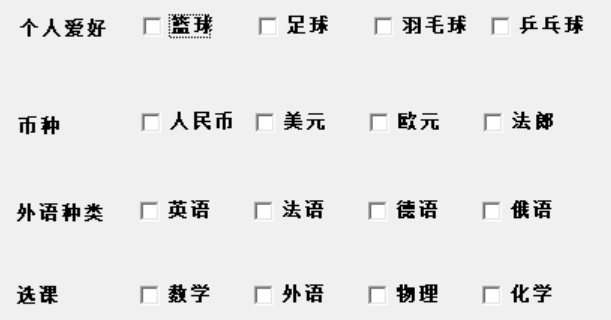 个人爱好 篮球 足球 羽毛球 乒乓球
币种 人民币 美元 欧元 法郎
外语种类 英语 法语 德语 俄语
选课 数学 外语 物理 化学